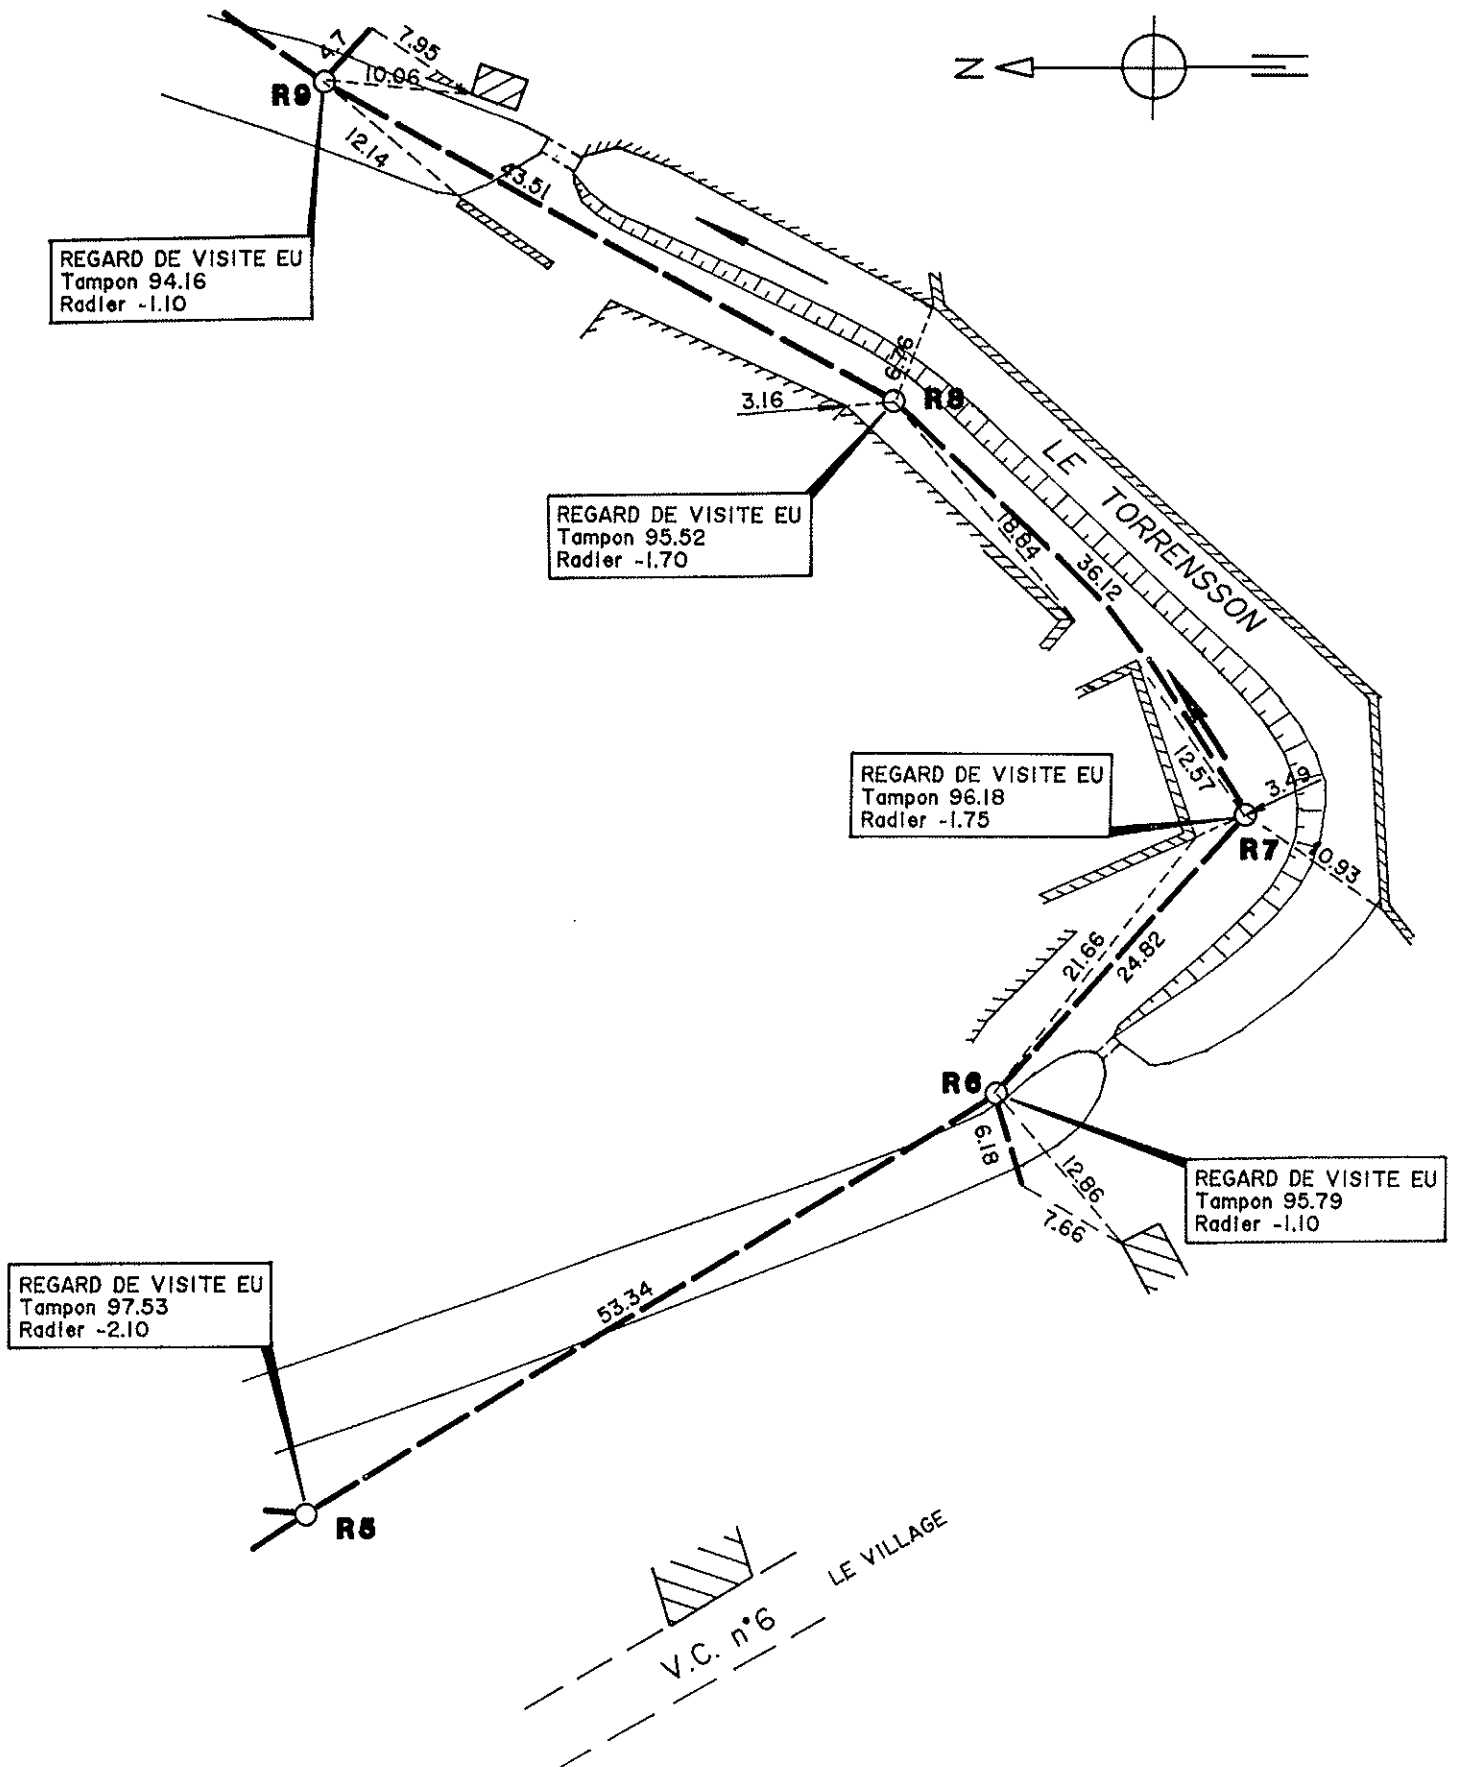 4.7
7.95
10.06
N
R9
12.14
43.51
REGARD DE VISITE EU
Tampon 94.16
Radier -1.10
6.76
3.16
R8
LE TORRENSSON
REGARD DE VISITE EU
Tampon 95.52
Radier -1.70
18.84
36.12
REGARD DE VISITE EU
Tampon 96.18
Radier -1.75
12.57
3.49
R7
10.93
21.66
24.82
R6
6.18
12.86
7.66
REGARD DE VISITE EU
Tampon 95.79
Radier -1.10
REGARD DE VISITE EU
Tampon 97.53
Radier -2.10
53.34
R5
LE VILLAGE
V.C. n°6